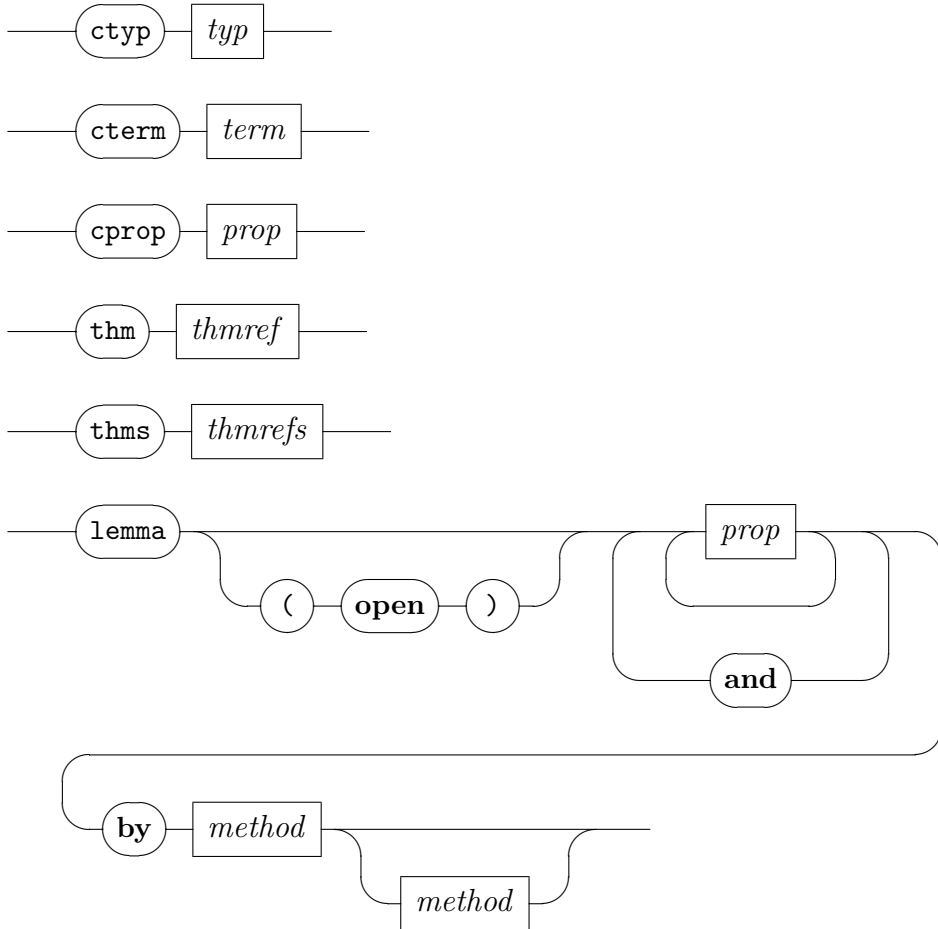 ctyp typ
cterm term
cprop prop
thm thmref
thms thmrefs
lemma prop
( open )
and
by method
method